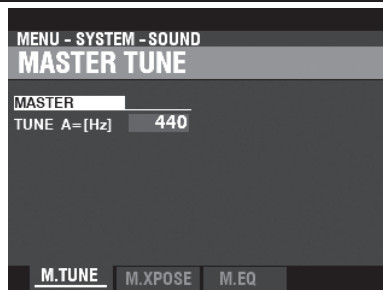 MENU - SYSTEM - SOUND
MASTER TUNE
MASTER
TUNE A=[Hz] 440
M.TUNE M.XPOSE M.EQ